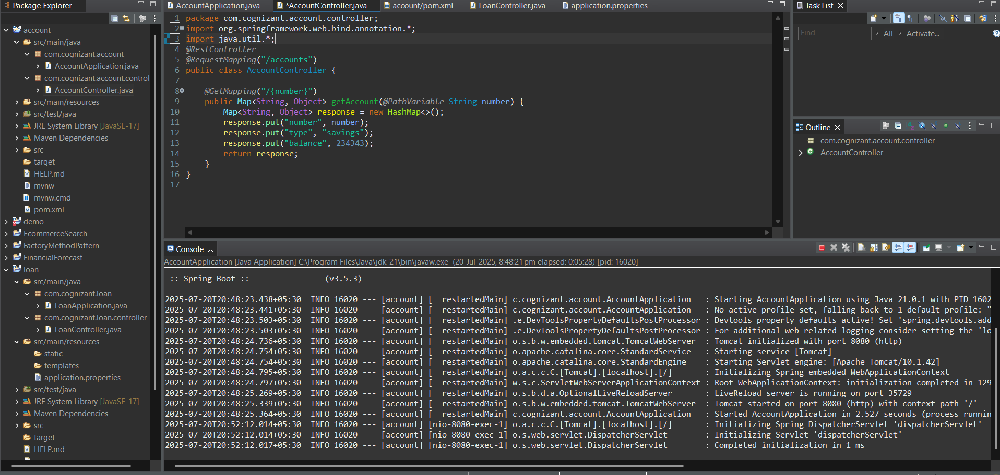 Package Explorer
account
src/main/java
com.cognizant.account
AccountApplication.java
com.cognizant.account.control
AccountController.java
src/main/resources
src/test/java
JRE System Library [JavaSE-17]
Maven Dependencies
src
target
HELP.md
mvnw
mvnw.cmd
pom.xml
demo
EcommerceSearch
FactoryMethodPattern
FinancialForecast
loan
src/main/java
com.cognizant.loan
LoanApplication.java
com.cognizant.loan.controller
LoanController.java
src/main/resources
static
templates
application.properties
src/test/java
JRE System Library [JavaSE-17]
Maven Dependencies
src
target
HELP.md
AccountApplication.java
*AccountController.java
account/pom.xml
LoanController.java
application.properties
1 package com.cognizant.account.controller;
2 import org.springframework.web.bind.annotation.*;
3 import java.util.*;
4 @RestController
5 @RequestMapping("/accounts")
6 public class AccountController {
7
8 @GetMapping("/{number}")
9 public Map<String, Object> getAccount(@PathVariable String number) {
10 Map<String, Object> response = new HashMap<>();
11 response.put("number", number);
12 response.put("type", "savings");
13 response.put("balance", 234343);
14 return response;
15 }
16 }
17
Task List
Find
All
Activate...
Outline
com.cognizant.account.controller
AccountController
Console
AccountApplication [Java Application] C:\Program Files\Java\jdk-21\bin\javaw.exe (20-Jul-2025, 8:48:21 pm elapsed: 0:05:28) [pid: 16020]
:: Spring Boot :: (v3.5.3)
2025-07-20T20:48:23.438+05:30 INFO 16020 --- [account] [ restartedMain] c.cognizant.account.AccountApplication : Starting AccountApplication using Java 21.0.1 with PID 1602
2025-07-20T20:48:23.441+05:30 INFO 16020 --- [account] [ restartedMain] c.cognizant.account.AccountApplication : No active profile set, falling back to 1 default profile: "
2025-07-20T20:48:23.503+05:30 INFO 16020 --- [account] [ restartedMain] .e.DevToolsPropertyDefaultsPostProcessor : Devtools property defaults active! Set 'spring.devtools.add
2025-07-20T20:48:23.503+05:30 INFO 16020 --- [account] [ restartedMain] .e.DevToolsPropertyDefaultsPostProcessor : For additional web related logging consider setting the 'lo
2025-07-20T20:48:24.736+05:30 INFO 16020 --- [account] [ restartedMain] o.s.b.w.embedded.tomcat.TomcatWebServer : Tomcat initialized with port 8080 (http)
2025-07-20T20:48:24.754+05:30 INFO 16020 --- [account] [ restartedMain] o.apache.catalina.core.StandardService : Starting service [Tomcat]
2025-07-20T20:48:24.754+05:30 INFO 16020 --- [account] [ restartedMain] o.apache.catalina.core.StandardEngine : Starting Servlet engine: [Apache Tomcat/10.1.42]
2025-07-20T20:48:24.795+05:30 INFO 16020 --- [account] [ restartedMain] o.a.c.c.C.[Tomcat].[localhost].[/] : Initializing Spring embedded WebApplicationContext
2025-07-20T20:48:24.797+05:30 INFO 16020 --- [account] [ restartedMain] w.s.c.ServletWebServerApplicationContext : Root WebApplicationContext: initialization completed in 129
2025-07-20T20:48:25.269+05:30 INFO 16020 --- [account] [ restartedMain] o.s.b.d.a.OptionalLiveReloadServer : LiveReload server is running on port 35729
2025-07-20T20:48:25.339+05:30 INFO 16020 --- [account] [ restartedMain] o.s.b.w.embedded.tomcat.TomcatWebServer : Tomcat started on port 8080 (http) with context path '/'
2025-07-20T20:48:25.364+05:30 INFO 16020 --- [account] [ restartedMain] c.cognizant.account.AccountApplication : Started AccountApplication in 2.527 seconds (process runnin
2025-07-20T20:52:12.014+05:30 INFO 16020 --- [account] [nio-8080-exec-1] o.a.c.c.C.[Tomcat].[localhost].[/] : Initializing Spring DispatcherServlet 'dispatcherServlet'
2025-07-20T20:52:12.014+05:30 INFO 16020 --- [account] [nio-8080-exec-1] o.s.web.servlet.DispatcherServlet : Initializing Servlet 'dispatcherServlet'
2025-07-20T20:52:12.017+05:30 INFO 16020 --- [account] [nio-8080-exec-1] o.s.web.servlet.DispatcherServlet : Completed initialization in 1 ms